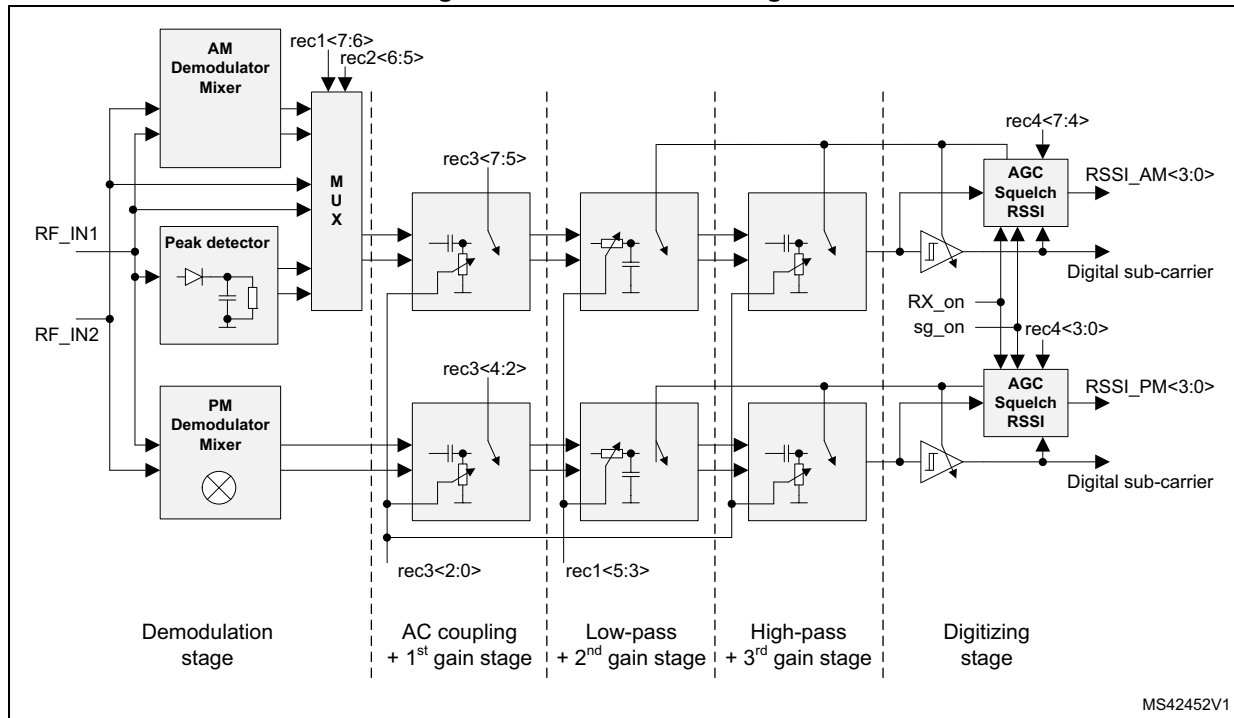 rec1<7:6>
rec2<6:5>
AM
Demodulator
Mixer
M
U
X
rec3<7:5>
rec4<7:4>
AGC
Squelch
RSSI
RSSI_AM<3:0>
RF_IN1
Peak detector
Digital sub-carrier
RX_on
RF_IN2
sg_on
rec4<3:0>
rec3<4:2>
PM
Demodulator
Mixer
AGC
Squelch
RSSI
RSSI_PM<3:0>
Digital sub-carrier
rec3<2:0>
rec1<5:3>
Demodulation
stage
AC coupling
+ 1st gain stage
Low-pass
+ 2nd gain stage
High-pass
+ 3rd gain stage
Digitizing
stage
MS42452V1